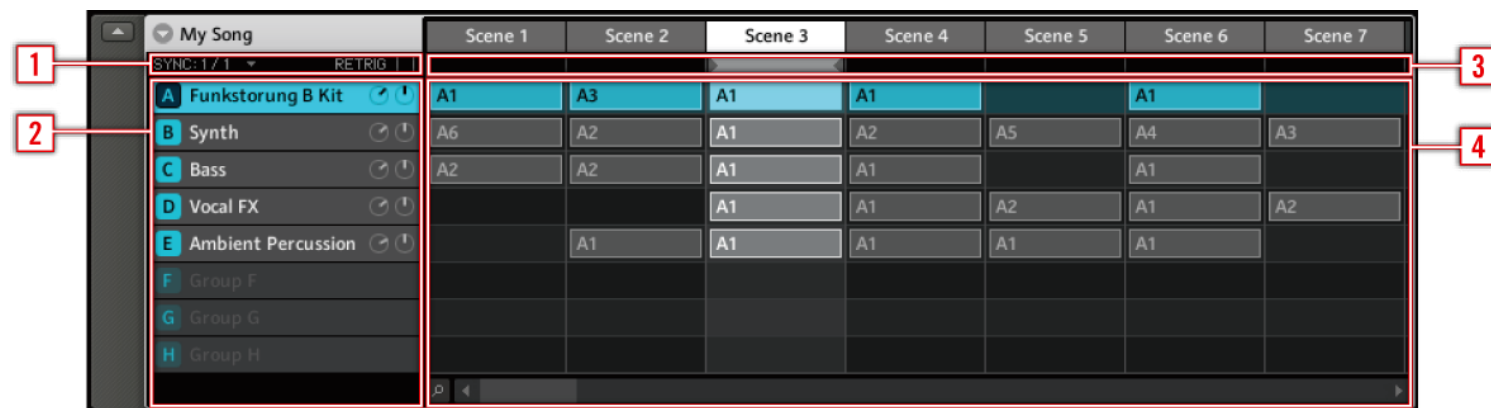 My Song Scene 1 Scene 2 Scene 3 Scene 4 Scene 5 Scene 6 Scene 7
1 SYNC: 1 / 1 RETRIG 3
A Funkstorung B Kit A1 A3 A1 A1 A1
2 B Synth A6 A2 A1 A2 A5 A4 A3 4
C Bass A2 A2 A1 A1 A1
D Vocal FX A1 A1 A2 A1 A2
E Ambient Percussion A1 A1 A1 A1 A1
F Group F
G Group G
H Group H